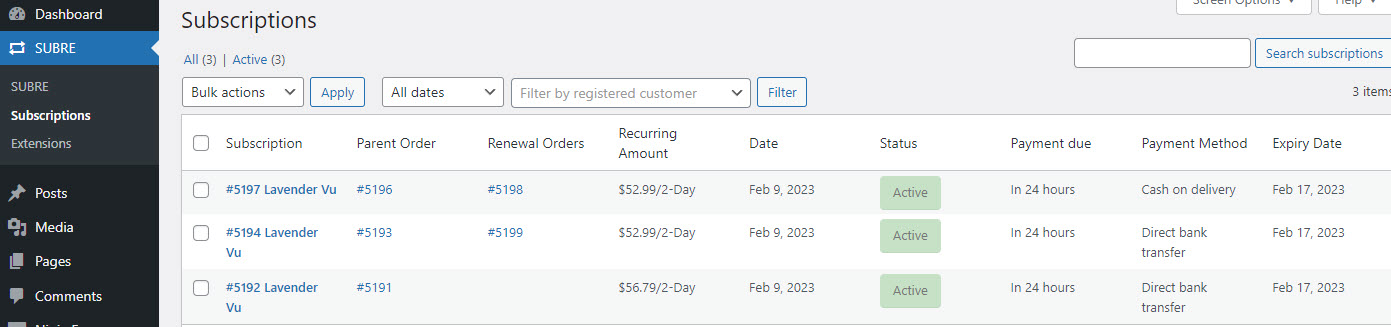 Dashboard
SUBRE
SUBRE
Subscriptions
Extensions
Posts
Media
Pages
Comments
Subscriptions
Screen Options
Help
All (3) | Active (3)
Search subscriptions
Bulk actions
Apply
All dates
Filter by registered customer
Filter
3 items
Subscription Parent Order Renewal Orders Recurring Amount Date Status Payment due Payment Method Expiry Date
#5197 Lavender Vu #5196 #5198 $52.99/2-Day Feb 9, 2023 Active In 24 hours Cash on delivery Feb 17, 2023
#5194 Lavender Vu #5193 #5199 $52.99/2-Day Feb 9, 2023 Active In 24 hours Direct bank transfer Feb 17, 2023
#5192 Lavender Vu #5191 $56.79/2-Day Feb 9, 2023 Active In 24 hours Direct bank transfer Feb 17, 2023